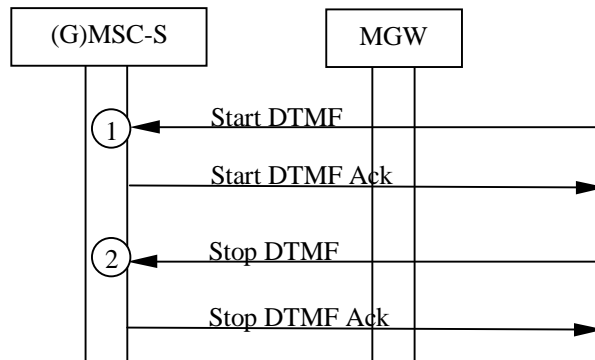 (G)MSC-S
MGW
1
Start DTMF
Start DTMF Ack
2
Stop DTMF
Stop DTMF Ack